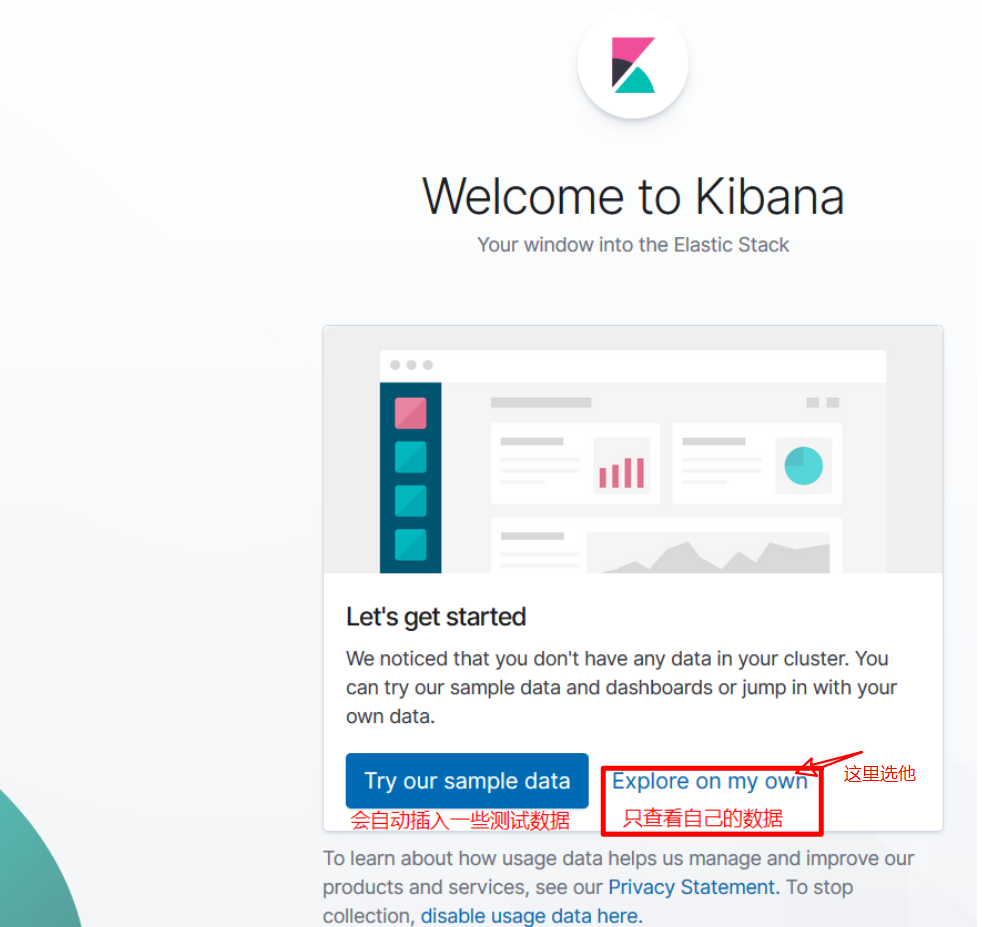 Welcome to Kibana
Your window into the Elastic Stack
Let's get started
We noticed that you don't have any data in your cluster. You
can try our sample data and dashboards or jump in with your
own data.
Try our sample data
Explore on my own
这里选他
会自动插入一些测试数据
只查看自己的数据
To learn about how usage data helps us manage and improve our
products and services, see our Privacy Statement. To stop
collection, disable usage data here.